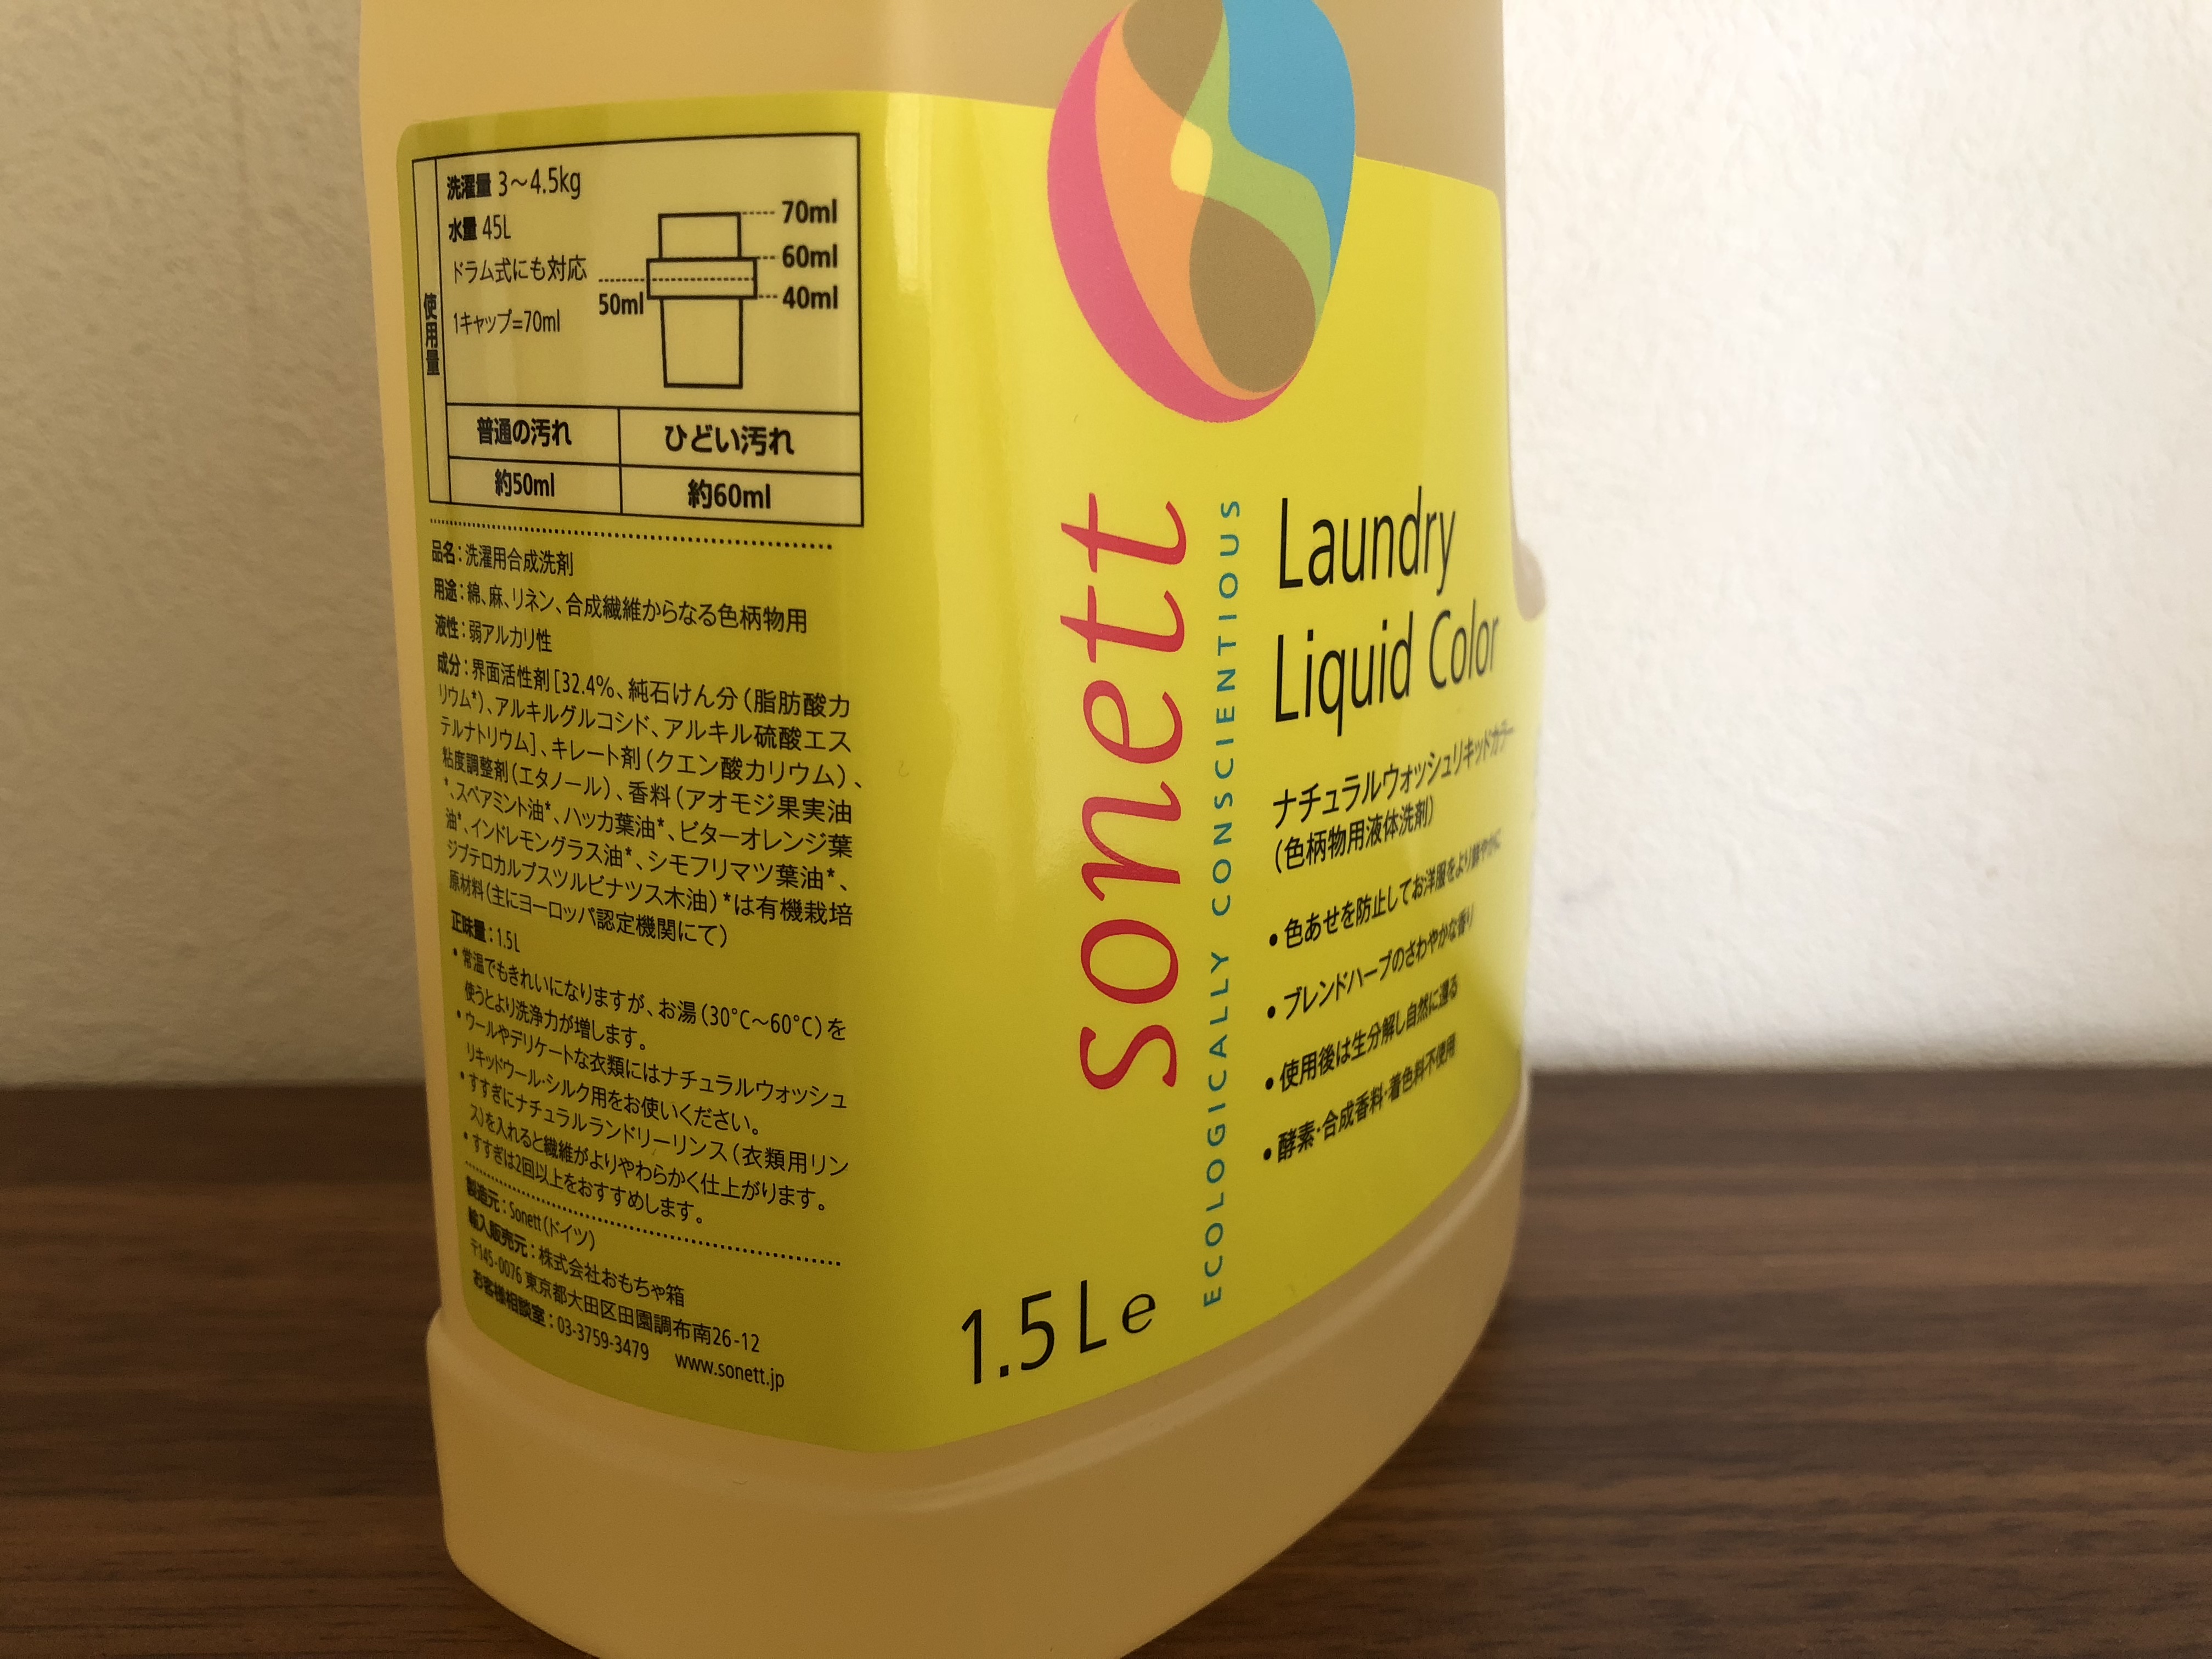 使用量
洗濯量 3～4.5kg
水量 45L
ドラム式にも対応
1キャップ=70ml
70ml
60ml
50ml
40ml
普通の汚れ ひどい汚れ
約50ml 約60ml
品名：洗濯用合成洗剤
用途：綿、麻、リネン、合成繊維からなる色柄物用
液性：弱アルカリ性
成分：界面活性剤［32.4%、純石けん分（脂肪酸カ
リウム*）、アルキルグルコシド、アルキル硫酸エス
テルナトリウム］、キレート剤（クエン酸カリウム）、
粘度調整剤（エタノール）、香料（アオモジ果実油
*、スペアミント油*、ハッカ葉油*、ビターオレンジ葉
油*、インドレモングラス油*、シモフリマツ葉油*、
ジプテロカルプスツルビナツス木油）*は有機栽培
原材料（主にヨーロッパ認定機関にて）
正味量：1.5L
• 常温でもきれいになりますが、お湯（30°C～60°C）を
使うとより洗浄力が増します。
• ウールやデリケートな衣類にはナチュラルウォッシュ
リキッドウール・シルク用をお使いください。
• すすぎにナチュラルランドリーリンス（衣類用リン
ス）を入れると繊維がよりやわらかく仕上がります。
• すすぎは2回以上をおすすめします。
製造元：Sonett（ドイツ）
輸入販売元：株式会社おもちゃ箱
〒145-0076 東京都大田区田園調布南26-12
お客様相談室：03-3759-3479 www.sonett.jp
sonett
ECOLOGICALLY CONSCIENTIOUS
Laundry
Liquid Color
ナチュラルウォッシュリキッドカラー
（色柄物用液体洗剤）
• 色あせを防止してお洋服をより鮮やかに
• ブレンドハーブのさわやかな香り
• 使用後は生分解し自然に還る
• 酵素・合成香料・着色料不使用
1.5L e